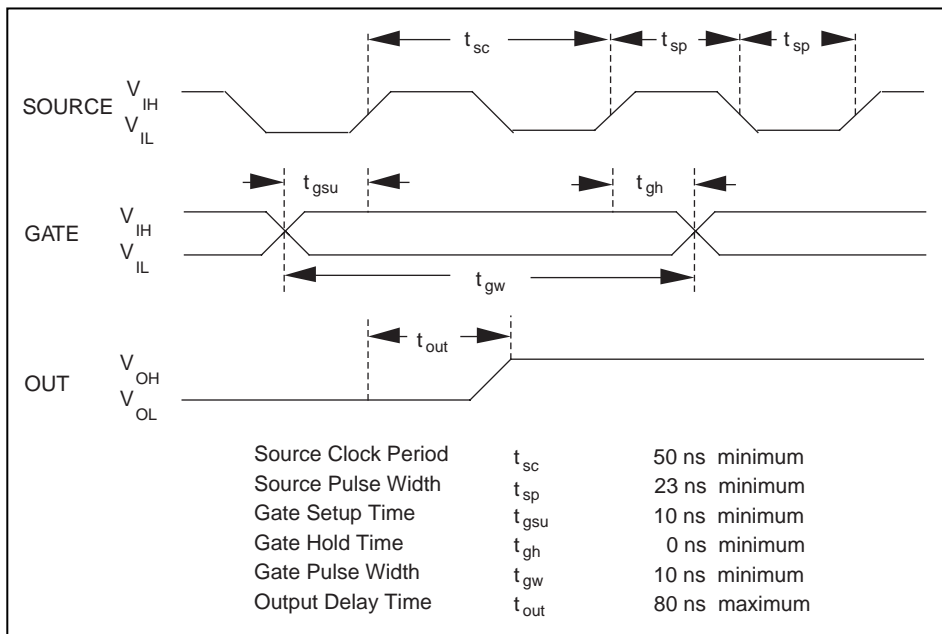 t sc t sp t sp
SOURCE V IH
V IL
t gsu t gh
GATE V IH
V IL
t gw
t out
OUT V OH
V OL
Source Clock Period t sc 50 ns minimum
Source Pulse Width t sp 23 ns minimum
Gate Setup Time t gsu 10 ns minimum
Gate Hold Time t gh 0 ns minimum
Gate Pulse Width t gw 10 ns minimum
Output Delay Time t out 80 ns maximum